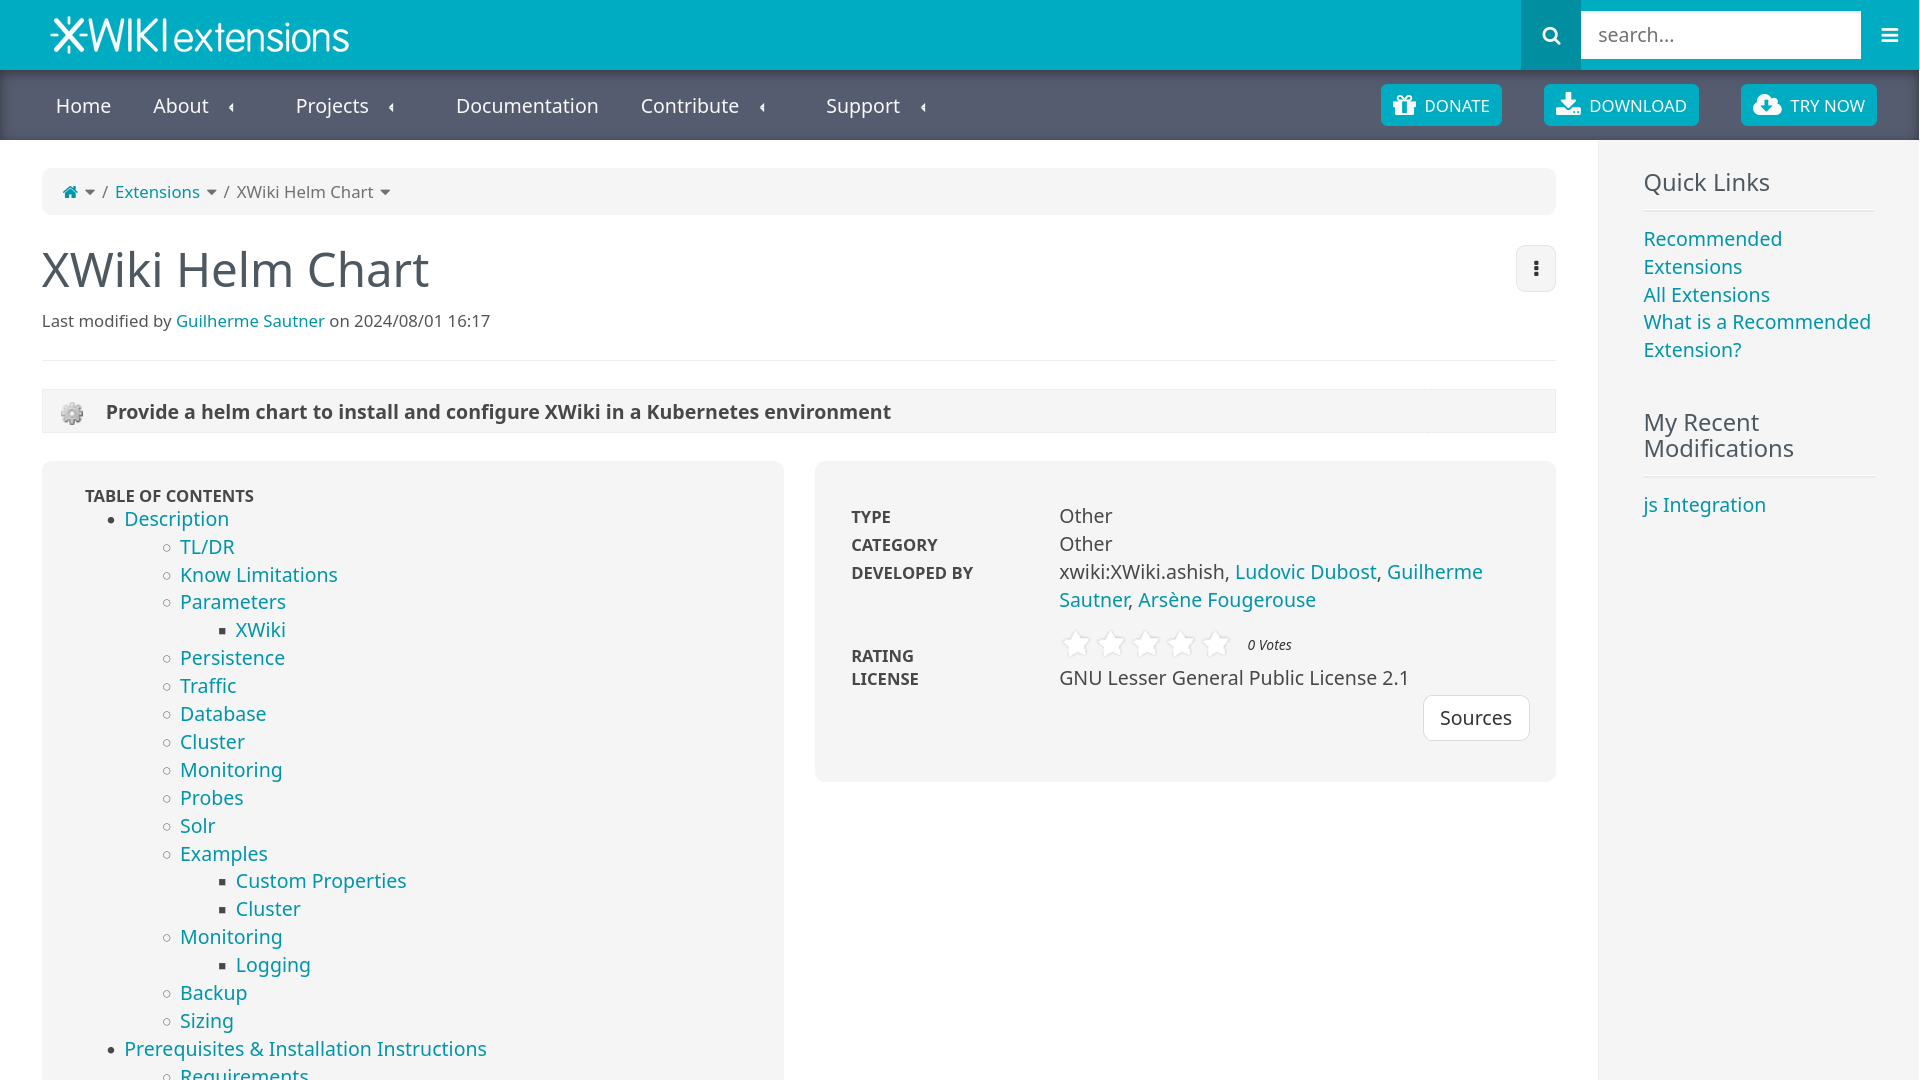 XWIKI extensions
search...
Home
About
Projects
Documentation
Contribute
Support
DONATE
DOWNLOAD
TRY NOW
/ Extensions / XWiki Helm Chart
XWiki Helm Chart
Last modified by Guilherme Sautner on 2024/08/01 16:17
Provide a helm chart to install and configure XWiki in a Kubernetes environment
TABLE OF CONTENTS
Description
TL/DR
Know Limitations
Parameters
XWiki
Persistence
Traffic
Database
Cluster
Monitoring
Probes
Solr
Examples
Custom Properties
Cluster
Monitoring
Logging
Backup
Sizing
Prerequisites & Installation Instructions
Requirements
TYPE Other
CATEGORY Other
DEVELOPED BY xwiki:XWiki.ashish, Ludovic Dubost, Guilherme
Sautner, Arsène Fougerouse
RATING 0 Votes
LICENSE GNU Lesser General Public License 2.1
Sources
Quick Links
Recommended
Extensions
All Extensions
What is a Recommended
Extension?
My Recent
Modifications
js Integration